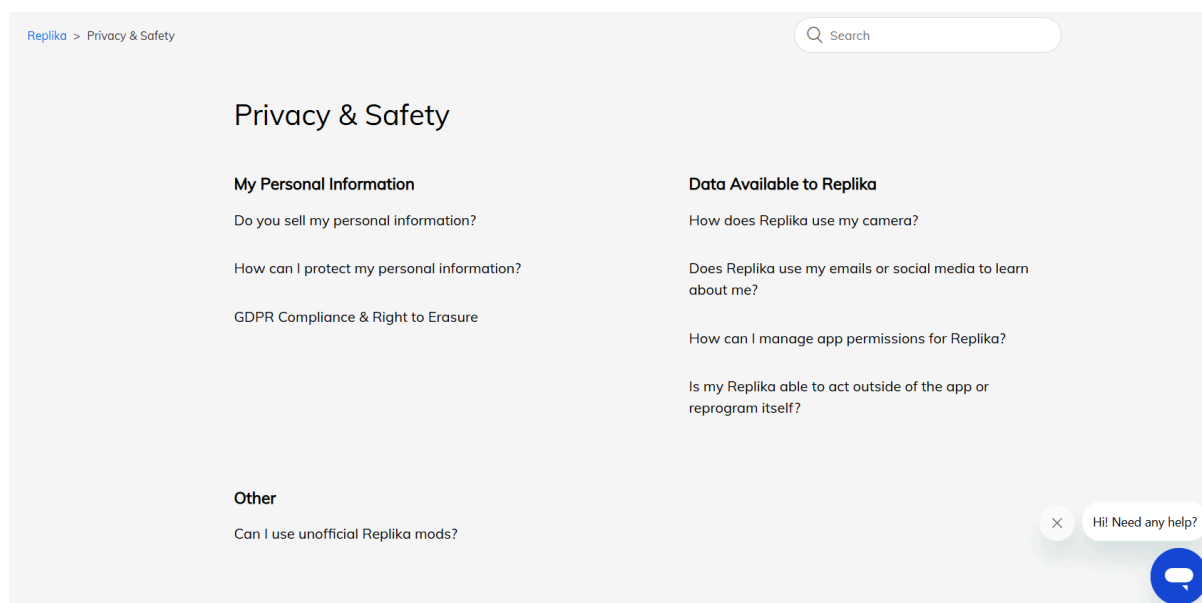 Replika > Privacy & Safety
Search
Privacy & Safety
My Personal Information
Do you sell my personal information?
How can I protect my personal information?
GDPR Compliance & Right to Erasure
Data Available to Replika
How does Replika use my camera?
Does Replika use my emails or social media to learn
about me?
How can I manage app permissions for Replika?
Is my Replika able to act outside of the app or
reprogram itself?
Other
Can I use unofficial Replika mods?
Hi! Need any help?